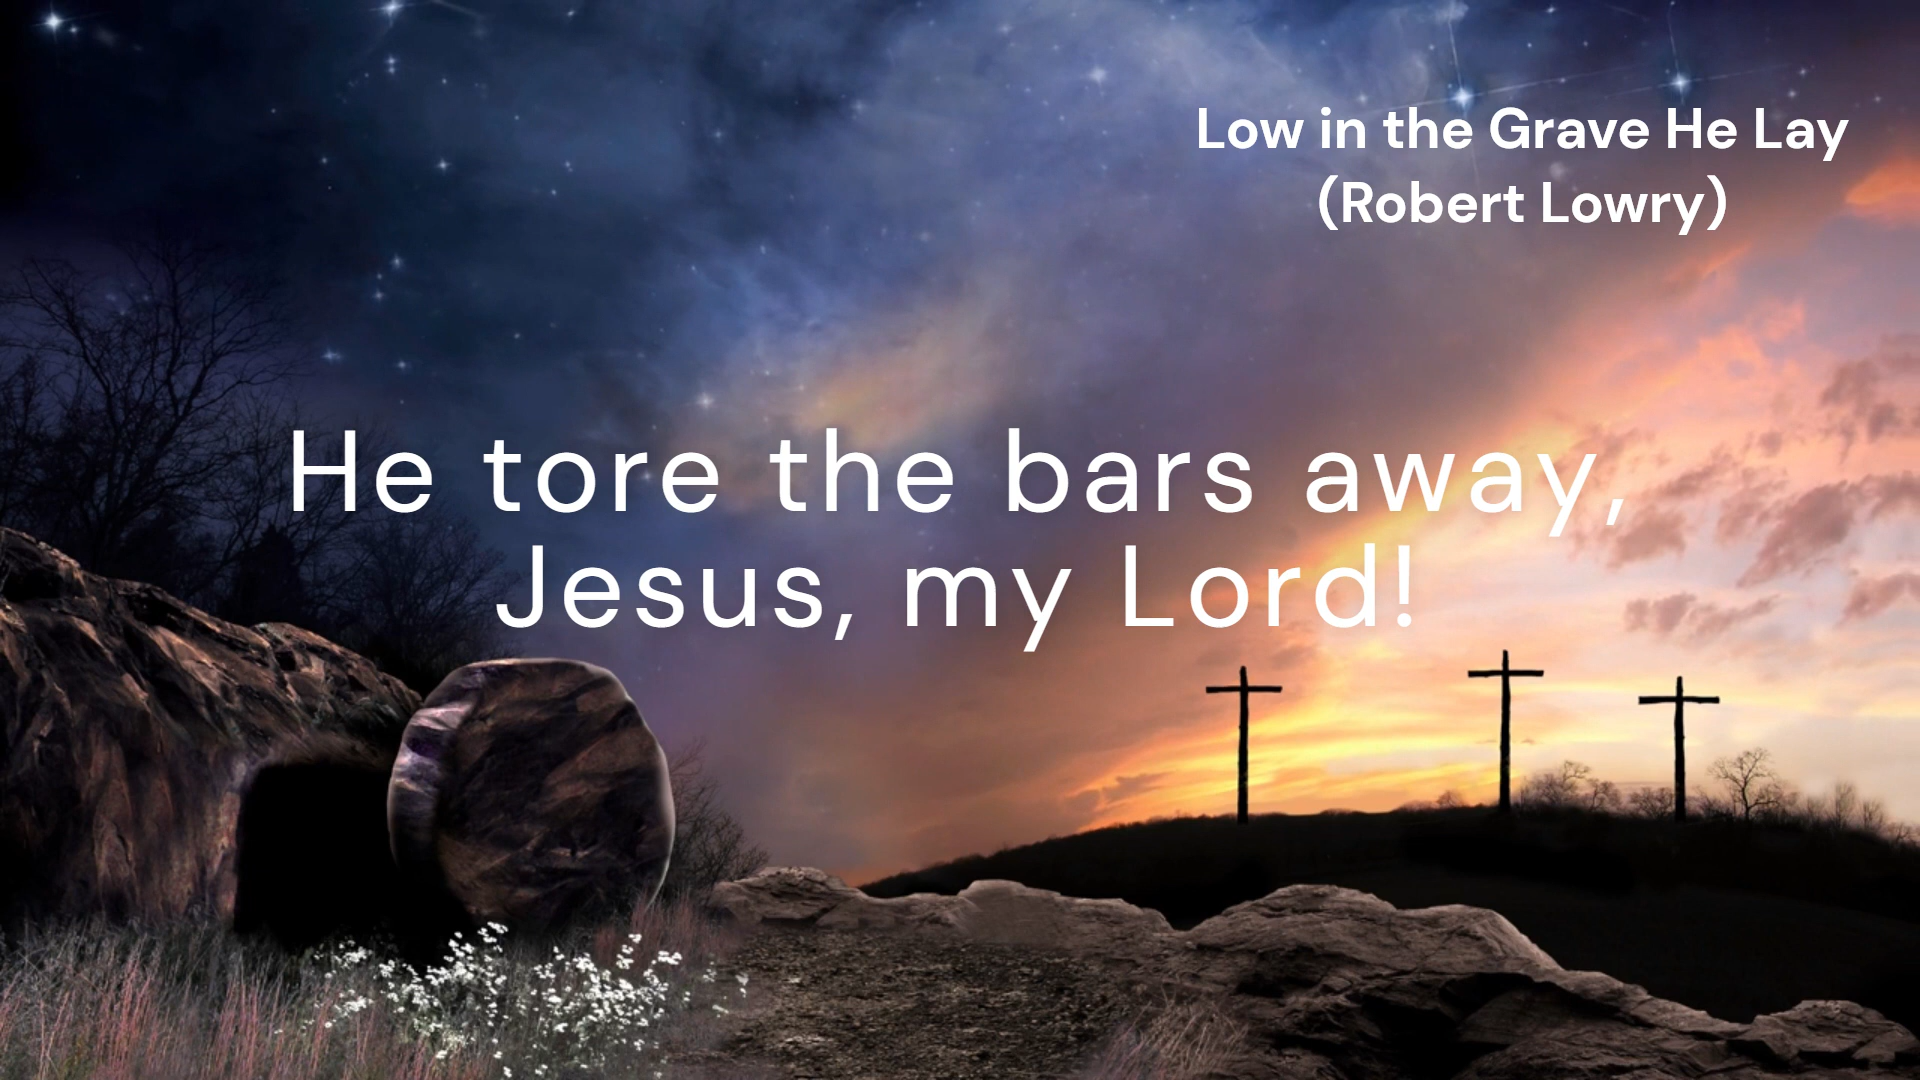 Low in the Grave He Lay
(Robert Lowry)
He tore the bars away,
Jesus, my Lord!